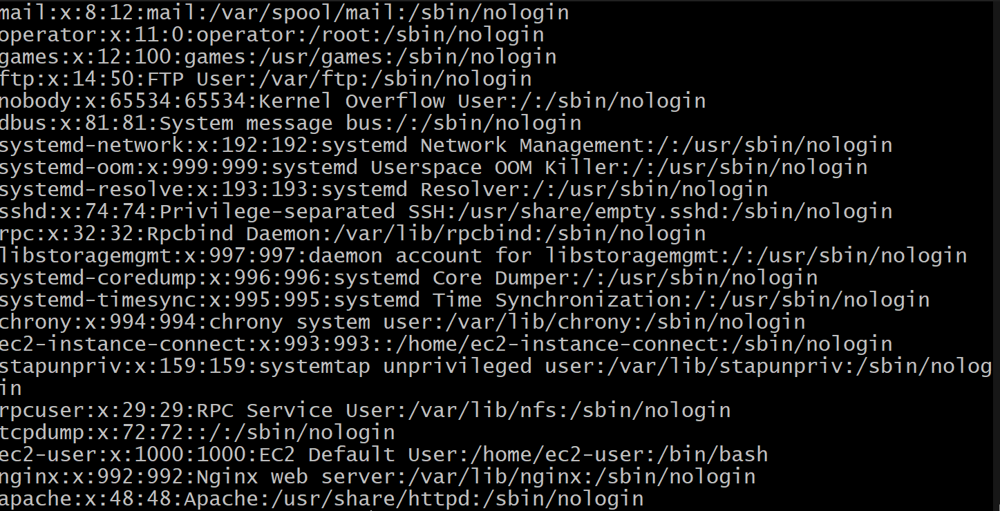 mail:x:8:12:mail:/var/spool/mail:/sbin/nologin
operator:x:11:0:operator:/root:/sbin/nologin
games:x:12:100:games:/usr/games:/sbin/nologin
ftp:x:14:50:FTP User:/var/ftp:/sbin/nologin
nobody:x:65534:65534:Kernel Overflow User:/:/sbin/nologin
dbus:x:81:81:System message bus:/:/sbin/nologin
systemd-network:x:192:192:systemd Network Management:/:/usr/sbin/nologin
systemd-oom:x:999:999:systemd Userspace OOM Killer:/:/usr/sbin/nologin
systemd-resolve:x:193:193:systemd Resolver:/:/usr/sbin/nologin
sshd:x:74:74:Privilege-separated SSH:/usr/share/empty.sshd:/sbin/nologin
rpc:x:32:32:Rpcbind Daemon:/var/lib/rpcbind:/sbin/nologin
libstoragemgmt:x:997:997:daemon account for libstoragemgmt:/:/usr/sbin/nologin
systemd-coredump:x:996:996:systemd Core Dumper:/:/usr/sbin/nologin
systemd-timesync:x:995:995:systemd Time Synchronization:/:/usr/sbin/nologin
chrony:x:994:994:chrony system user:/var/lib/chrony:/sbin/nologin
ec2-instance-connect:x:993:993::/home/ec2-instance-connect:/sbin/nologin
stapunpriv:x:159:159:systemtap unprivileged user:/var/lib/stapunpriv:/sbin/nolog
in
rpcuser:x:29:29:RPC Service User:/var/lib/nfs:/sbin/nologin
tcpdump:x:72:72::/:/sbin/nologin
ec2-user:x:1000:1000:EC2 Default User:/home/ec2-user:/bin/bash
nginx:x:992:992:Nginx web server:/var/lib/nginx:/sbin/nologin
apache:x:48:48:Apache:/usr/share/httpd:/sbin/nologin